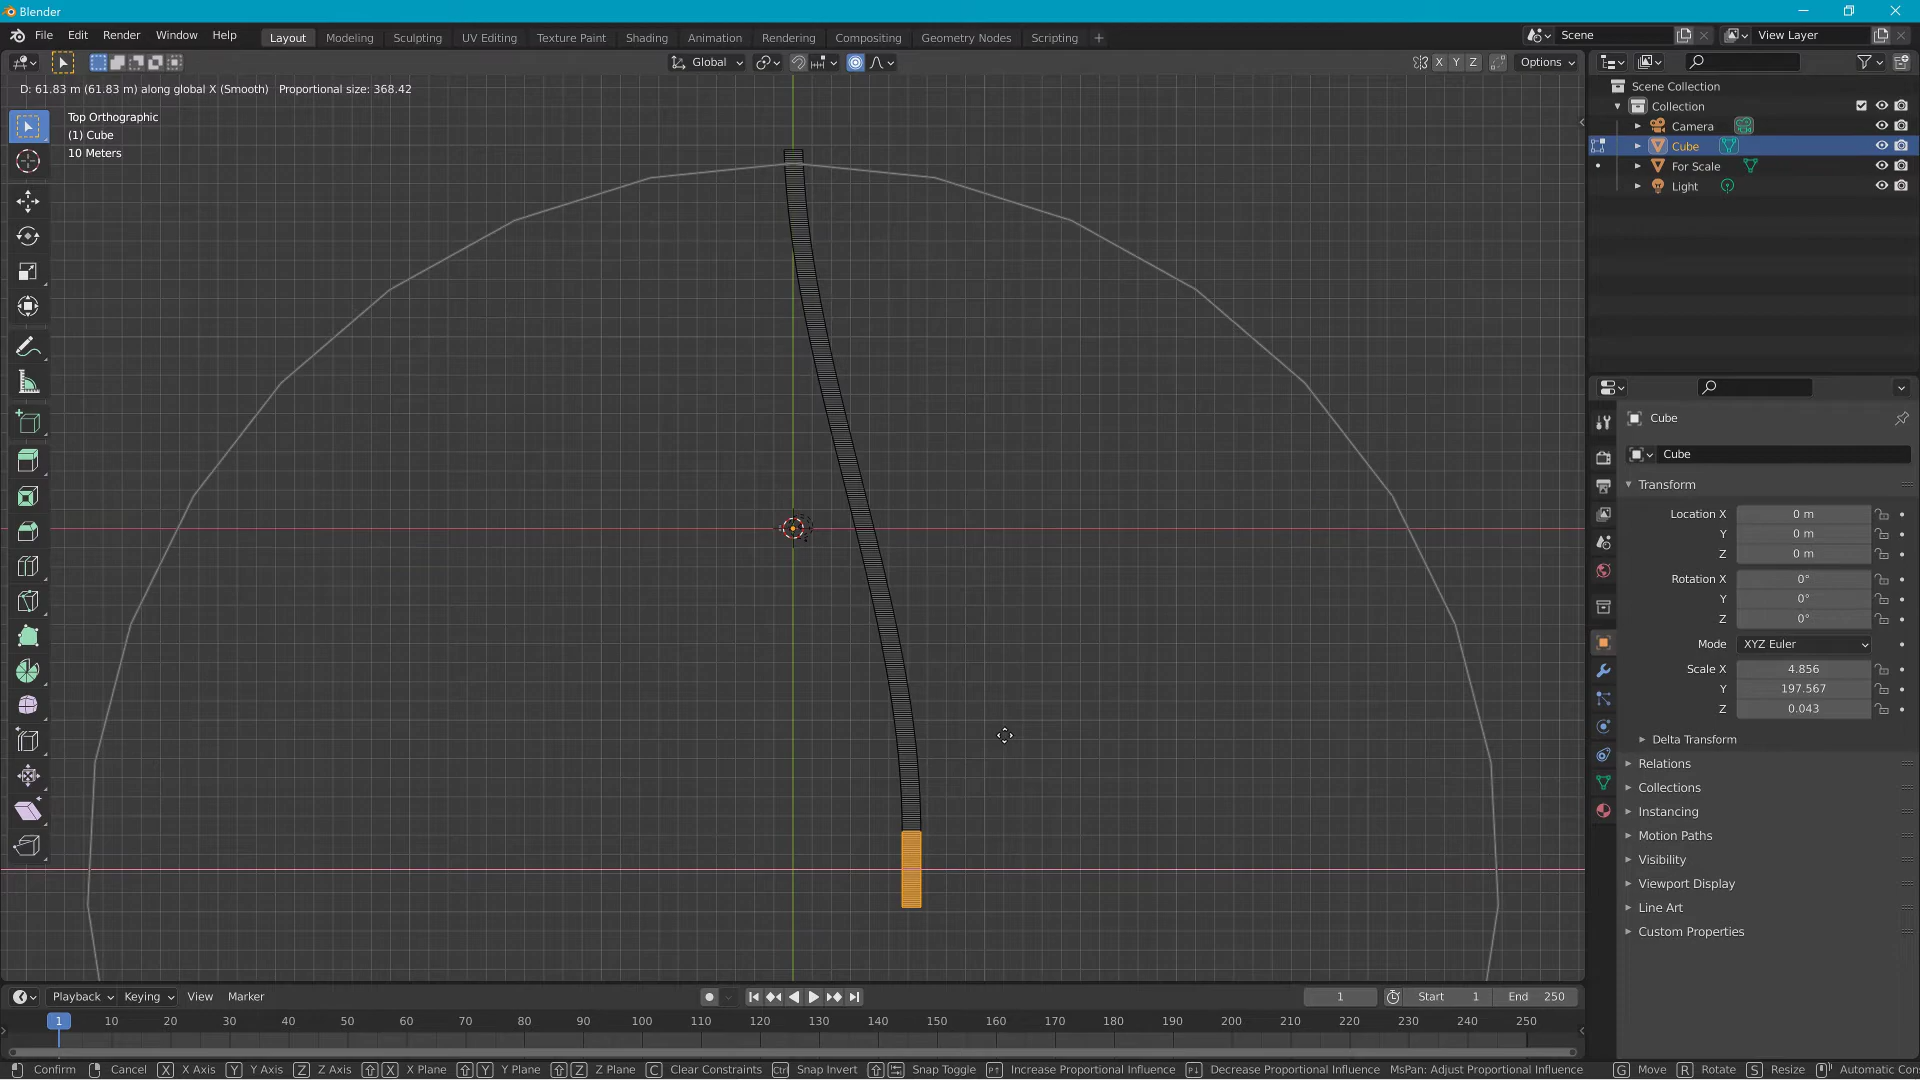 Blender
File Edit Render Window Help
Layout Modeling Sculpting UV Editing Texture Paint Shading Animation Rendering Compositing Geometry Nodes Scripting +
Scene
View Layer
Global
X Y Z
Options
D: 61.83 m (61.83 m) along global X (Smooth) Proportional size: 368.42
Top Orthographic
(1) Cube
10 Meters
Scene Collection
Collection
Camera
Cube
For Scale
Light
Cube
Cube
Transform
Location X 0 m
Y 0 m
Z 0 m
Rotation X 0°
Y 0°
Z 0°
Mode XYZ Euler
Scale X 4.856
Y 197.567
Z 0.043
Delta Transform
Relations
Collections
Instancing
Motion Paths
Visibility
Viewport Display
Line Art
Custom Properties
Playback Keying View Marker
1 Start 1 End 250
1 10 20 30 40 50 60 70 80 90 100 110 120 130 140 150 160 170 180 190 200 210 220 230 240 250
Confirm Cancel X X Axis Y Y Axis Z Z Axis X X Plane Y Y Plane Z Z Plane C Clear Constraints Ctrl Snap Invert Snap Toggle Increase Proportional Influence Decrease Proportional Influence MsPan: Adjust Proportional Influence G Move R Rotate S Resize Automatic Con